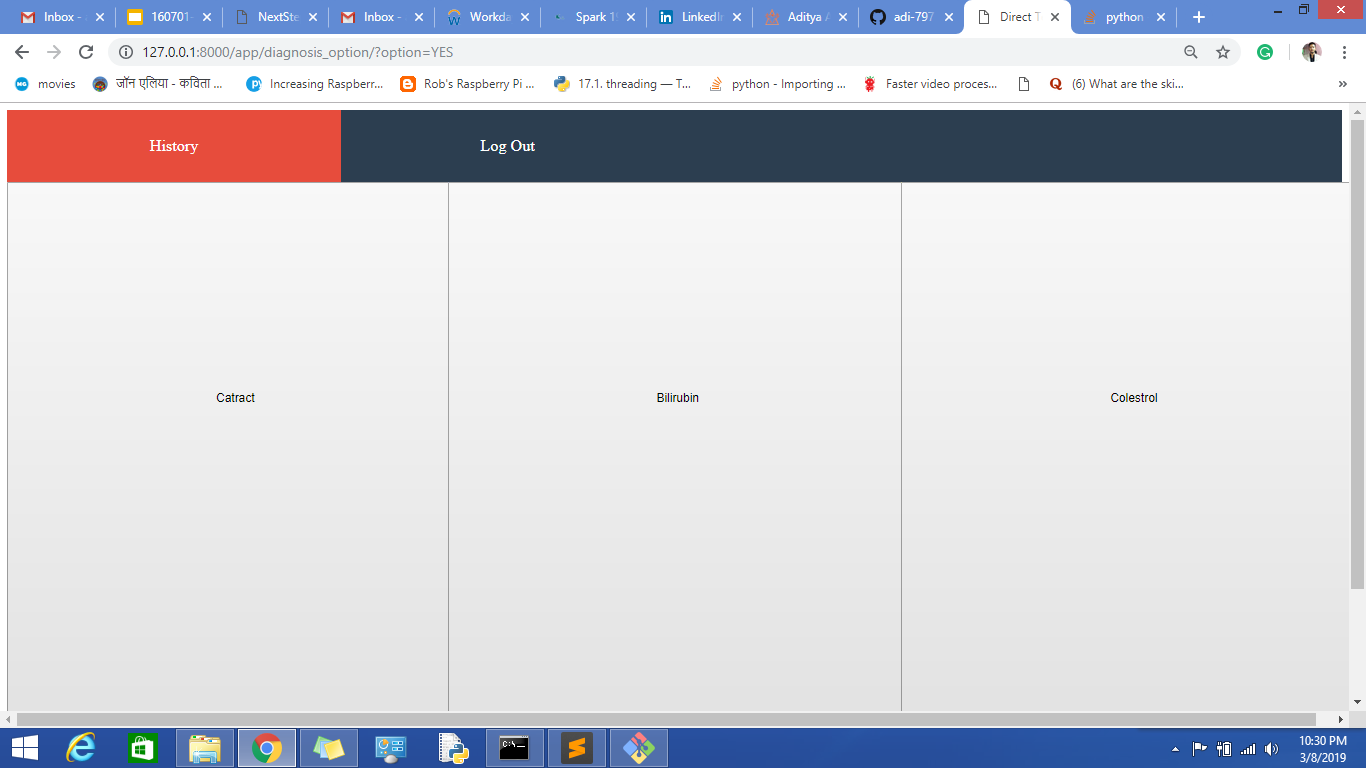 Inbox - 160701- NextSte Inbox - Workda Spark 1 LinkedIn Aditya A adi-797 Direct T python
127.0.0.1:8000/app/diagnosis_option/?option=YES
movies जॉन एलिया - कविता ... Increasing Raspberr... Rob's Raspberry Pi ... 17.1. threading — T... python - Importing ... Faster video proces... (6) What are the ski... »
History Log Out
Catract Bilirubin Colestrol
10:30 PM
3/8/2019